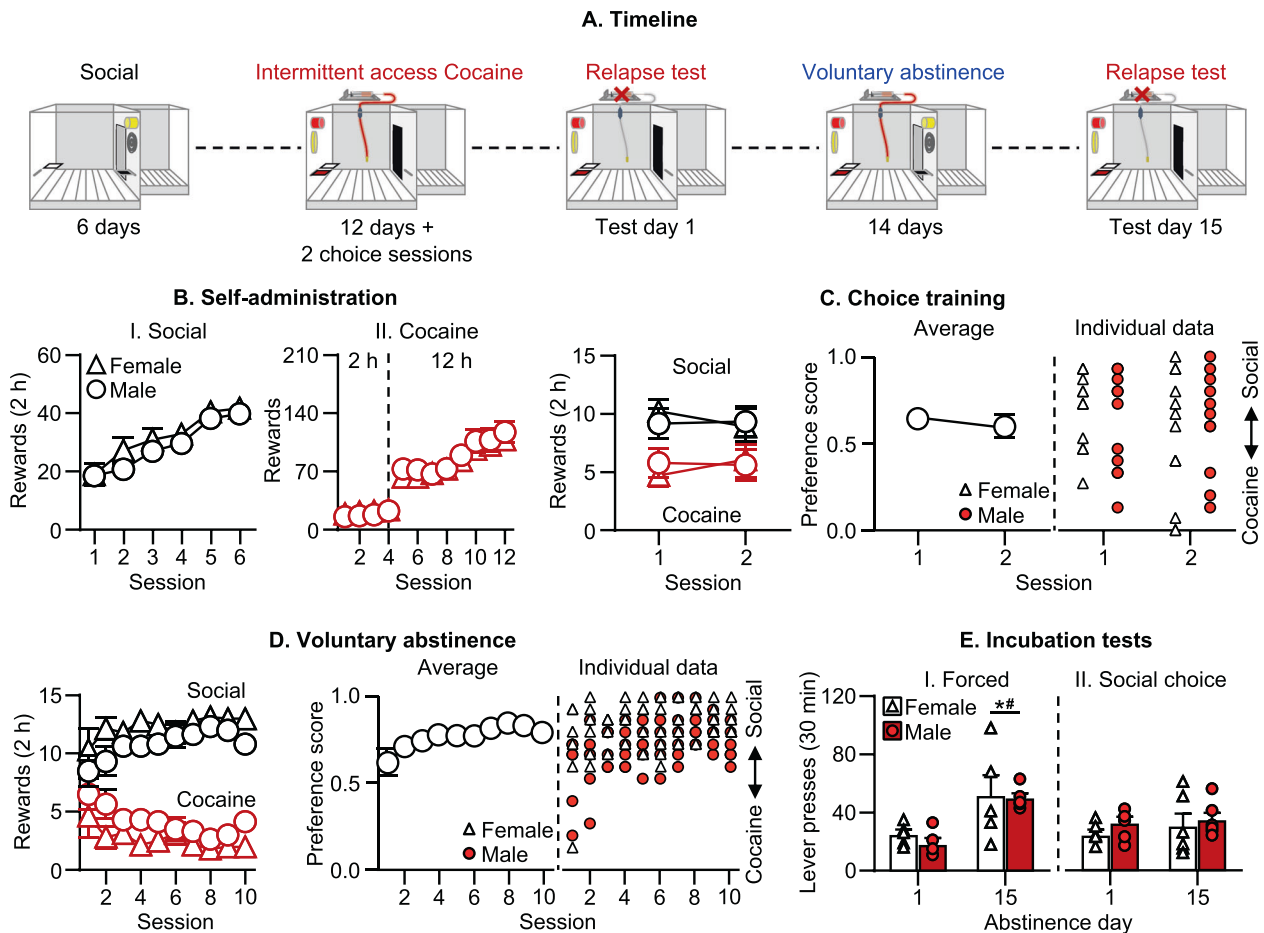 A. Timeline
Social
Intermittent access Cocaine
Relapse test
Voluntary abstinence
Relapse test
6 days
12 days +
2 choice sessions
Test day 1
14 days
Test day 15
B. Self-administration
I. Social
Rewards (2 h)
60
40
20
0
Female
Male
1 2 3 4 5 6
Session
II. Cocaine
Rewards
210
140
70
0
2 h
12 h
2 4 6 8 10 12
Session
Rewards (2 h)
15
10
5
0
Social
Cocaine
1 2
Session
C. Choice training
Average
Individual data
Preference score
1.0
0.5
0.0
Female
Male
1 2
1 2
Session
Cocaine
Social
D. Voluntary abstinence
Rewards (2 h)
15
10
5
0
Social
Cocaine
2 4 6 8 10
Session
Average
Individual data
Preference score
1.0
0.5
0.0
Female
Male
2 4 6 8 10
2 4 6 8 10
Session
Cocaine
Social
E. Incubation tests
I. Forced
II. Social choice
Lever presses (30 min)
120
80
40
0
Female
Male
*#
1 15
1 15
Abstinence day